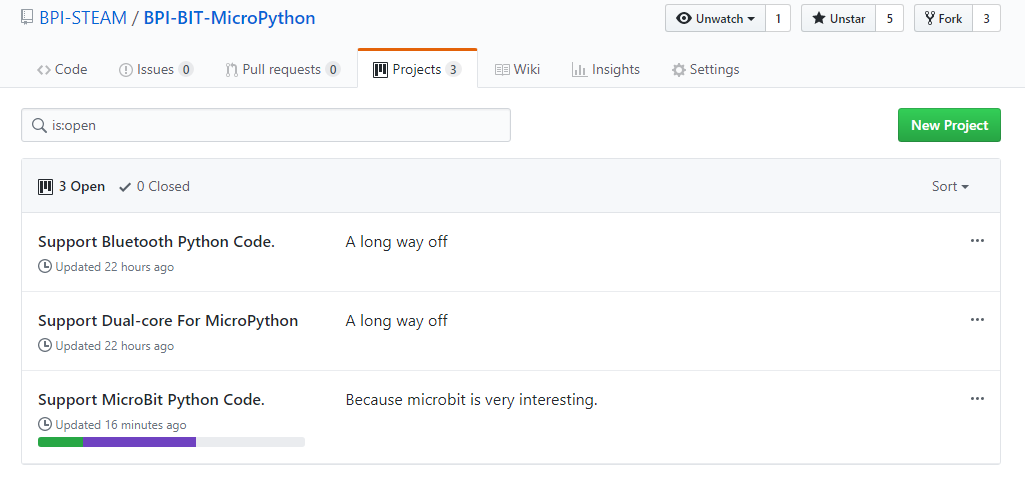 BPI-STEAM / BPI-BIT-MicroPython
Unwatch 1 Unstar 5 Fork 3
Code Issues 0 Pull requests 0 Projects 3 Wiki Insights Settings
is:open New Project
3 Open 0 Closed Sort
Support Bluetooth Python Code. A long way off
Updated 22 hours ago
Support Dual-core For MicroPython A long way off
Updated 22 hours ago
Support MicroBit Python Code. Because microbit is very interesting.
Updated 16 minutes ago